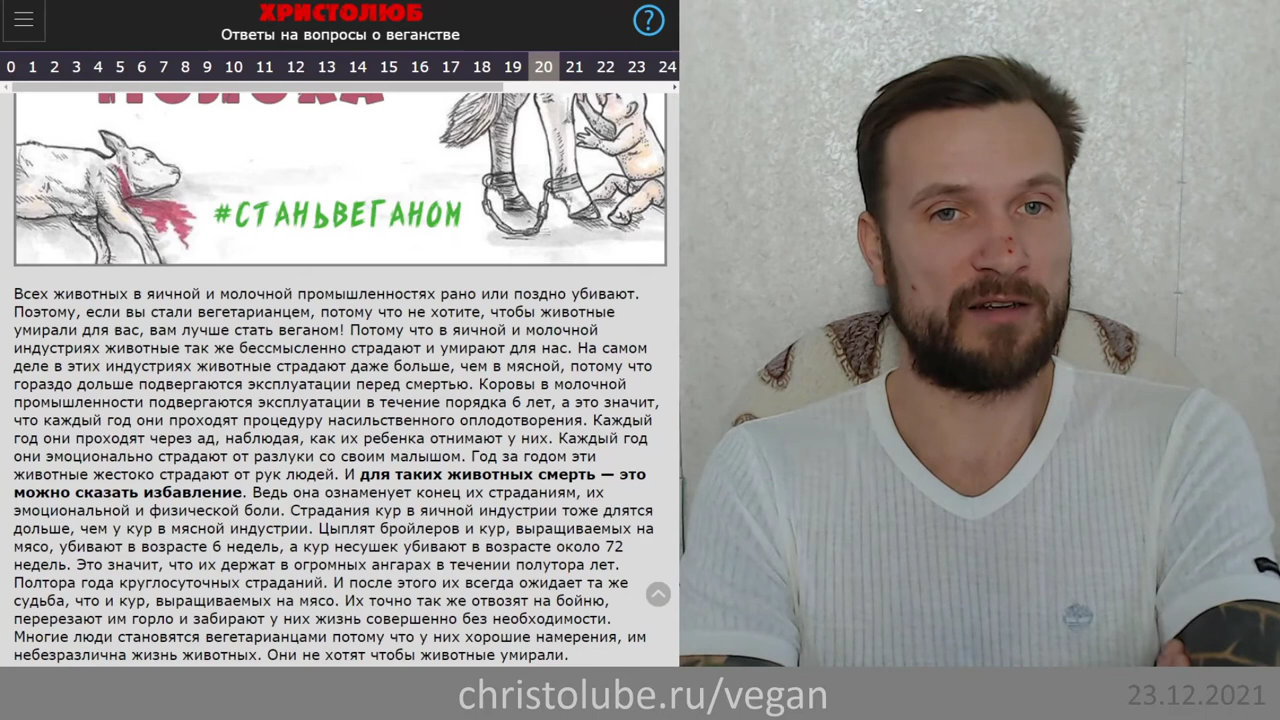 ХРИСТОЛЮБ
Ответы на вопросы о веганстве
?
0 1 2 3 4 5 6 7 8 9 10 11 12 13 14 15 16 17 18 19 20 21 22 23 24
#СТАНЬВЕГАНОМ
Всех животных в яичной и молочной промышленностях рано или поздно убивают.
Поэтому, если вы стали вегетарианцем, потому что не хотите, чтобы животные
умирали для вас, вам лучше стать веганом! Потому что в яичной и молочной
индустриях животные так же бессмысленно страдают и умирают для нас. На самом
деле в этих индустриях животные страдают даже больше, чем в мясной, потому что
гораздо дольше подвергаются эксплуатации перед смертью. Коровы в молочной
промышленности подвергаются эксплуатации в течение порядка 6 лет, а это значит,
что каждый год они проходят процедуру насильственного оплодотворения. Каждый
год они проходят через ад, наблюдая, как их ребенка отнимают у них. Каждый год
они эмоционально страдают от разлуки со своим малышом. Год за годом эти
животные жестоко страдают от рук людей. И для таких животных смерть — это
можно сказать избавление. Ведь она ознаменует конец их страданиям, их
эмоциональной и физической боли. Страдания кур в яичной индустрии тоже длятся
дольше, чем у кур в мясной индустрии. Цыплят бройлеров и кур, выращиваемых на
мясо, убивают в возрасте 6 недель, а кур несушек убивают в возрасте около 72
недель. Это значит, что их держат в огромных ангарах в течении полутора лет.
Полтора года круглосуточных страданий. И после этого их всегда ожидает та же
судьба, что и кур, выращиваемых на мясо. Их точно так же отвозят на бойню,
перерезают им горло и забирают у них жизнь совершенно без необходимости.
Многие люди становятся вегетарианцами потому что у них хорошие намерения, им
небезразлична жизнь животных. Они не хотят чтобы животные умирали.
christolube.ru/vegan
23.12.2021